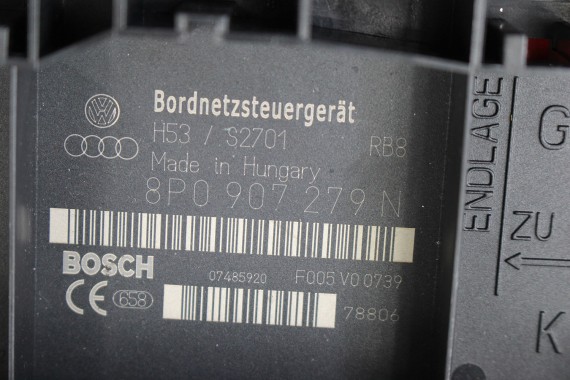 Bordnetzsteuergerät
H53 / S2701 RB8
Made in Hungary
8P0 907 279 N
BOSCH 07485920 F005 V0 0739
CE 658 78806
ENDLAGE
G
ZU
K